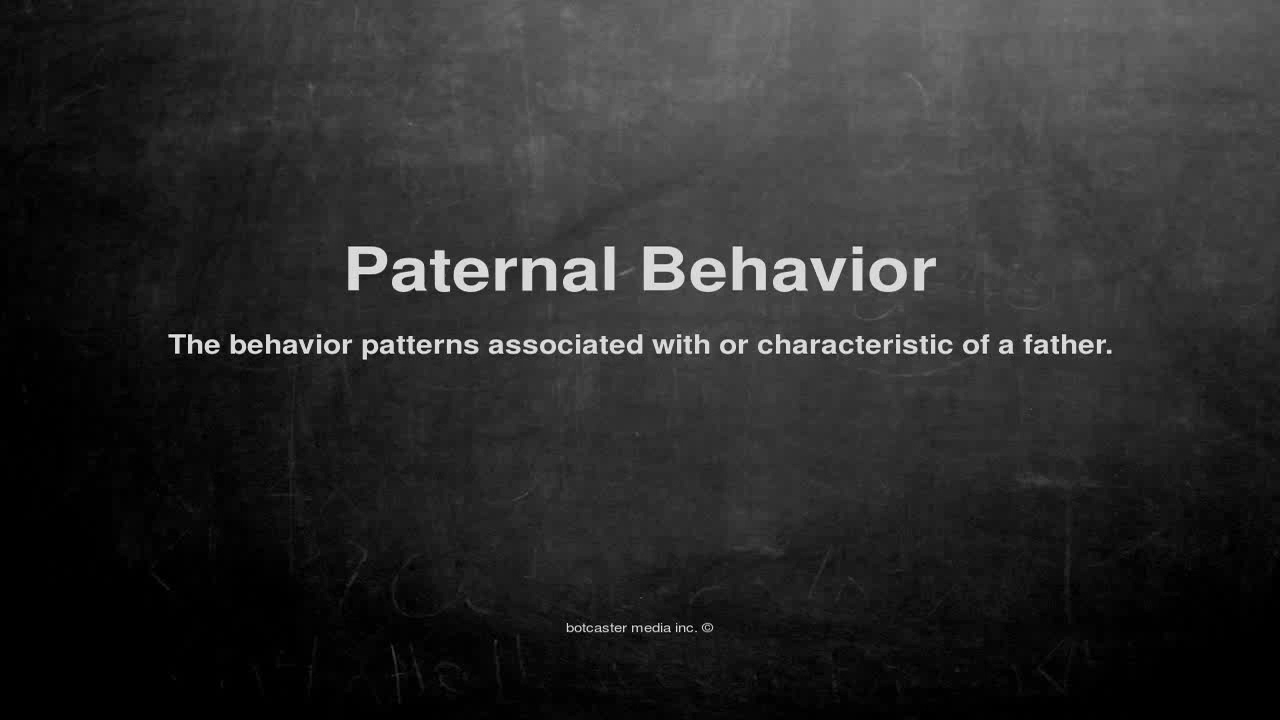 Paternal Behavior
The behavior patterns associated with or characteristic of a father.
botcaster media inc. ©